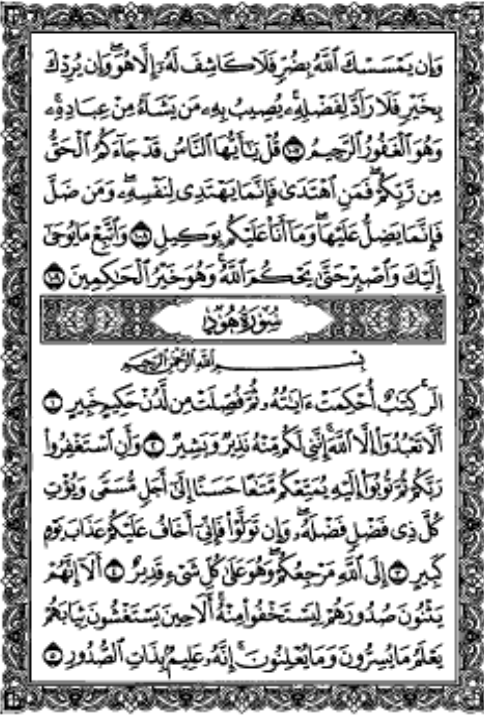 وَإِن يَمْسَسْكَ ٱللَّهُ بِضُرٍّ فَلَا كَاشِفَ لَهُۥٓ إِلَّا هُوَ ۖ وَإِن يُرِدْكَ
بِخَيْرٍ فَلَا رَآدَّ لِفَضْلِهِۦ ۚ يُصِيبُ بِهِۦ مَن يَشَآءُ مِنْ عِبَادِهِۦ ۚ
وَهُوَ ٱلْغَفُورُ ٱلرَّحِيمُ ١٠٧ قُلْ يَـٰٓأَيُّهَا ٱلنَّاسُ قَدْ جَآءَكُمُ ٱلْحَقُّ
مِن رَّبِّكُمْ ۖ فَمَنِ ٱهْتَدَىٰ فَإِنَّمَا يَهْتَدِى لِنَفْسِهِۦ ۖ وَمَن ضَلَّ
فَإِنَّمَا يَضِلُّ عَلَيْهَا ۖ وَمَآ أَنَا۠ عَلَيْكُم بِوَكِيلٍ ١٠٨ وَٱتَّبِعْ مَا يُوحَىٰٓ
إِلَيْكَ وَٱصْبِرْ حَتَّىٰ يَحْكُمَ ٱللَّهُ ۚ وَهُوَ خَيْرُ ٱلْحَـٰكِمِينَ ١٠٩
سُورَةُ هُودٍ
بِسْمِ ٱللَّهِ ٱلرَّحْمَـٰنِ ٱلرَّحِيمِ
الٓر ۚ كِتَـٰبٌ أُحْكِمَتْ ءَايَـٰتُهُۥ ثُمَّ فُصِّلَتْ مِن لَّدُنْ حَكِيمٍ خَبِيرٍ ١
أَلَّا تَعْبُدُوٓا۟ إِلَّا ٱللَّهَ ۚ إِنَّنِى لَكُم مِّنْهُ نَذِيرٌ وَبَشِيرٌ ٢ وَأَنِ ٱسْتَغْفِرُوا۟
رَبَّكُمْ ثُمَّ تُوبُوٓا۟ إِلَيْهِ يُمَتِّعْكُم مَّتَـٰعًا حَسَنًا إِلَىٰٓ أَجَلٍ مُّسَمًّى وَيُؤْتِ
كُلَّ ذِى فَضْلٍ فَضْلَهُۥ ۖ وَإِن تَوَلَّوْا۟ فَإِنِّىٓ أَخَافُ عَلَيْكُمْ عَذَابَ يَوْمٍ
كَبِيرٍ ٣ إِلَى ٱللَّهِ مَرْجِعُكُمْ ۖ وَهُوَ عَلَىٰ كُلِّ شَىْءٍ قَدِيرٌ ٤ أَلَآ إِنَّهُمْ
يَثْنُونَ صُدُورَهُمْ لِيَسْتَخْفُوا۟ مِنْهُ ۚ أَلَا حِينَ يَسْتَغْشُونَ ثِيَابَهُمْ
يَعْلَمُ مَا يُسِرُّونَ وَمَا يُعْلِنُونَ ۚ إِنَّهُۥ عَلِيمٌۢ بِذَاتِ ٱلصُّدُورِ ٥